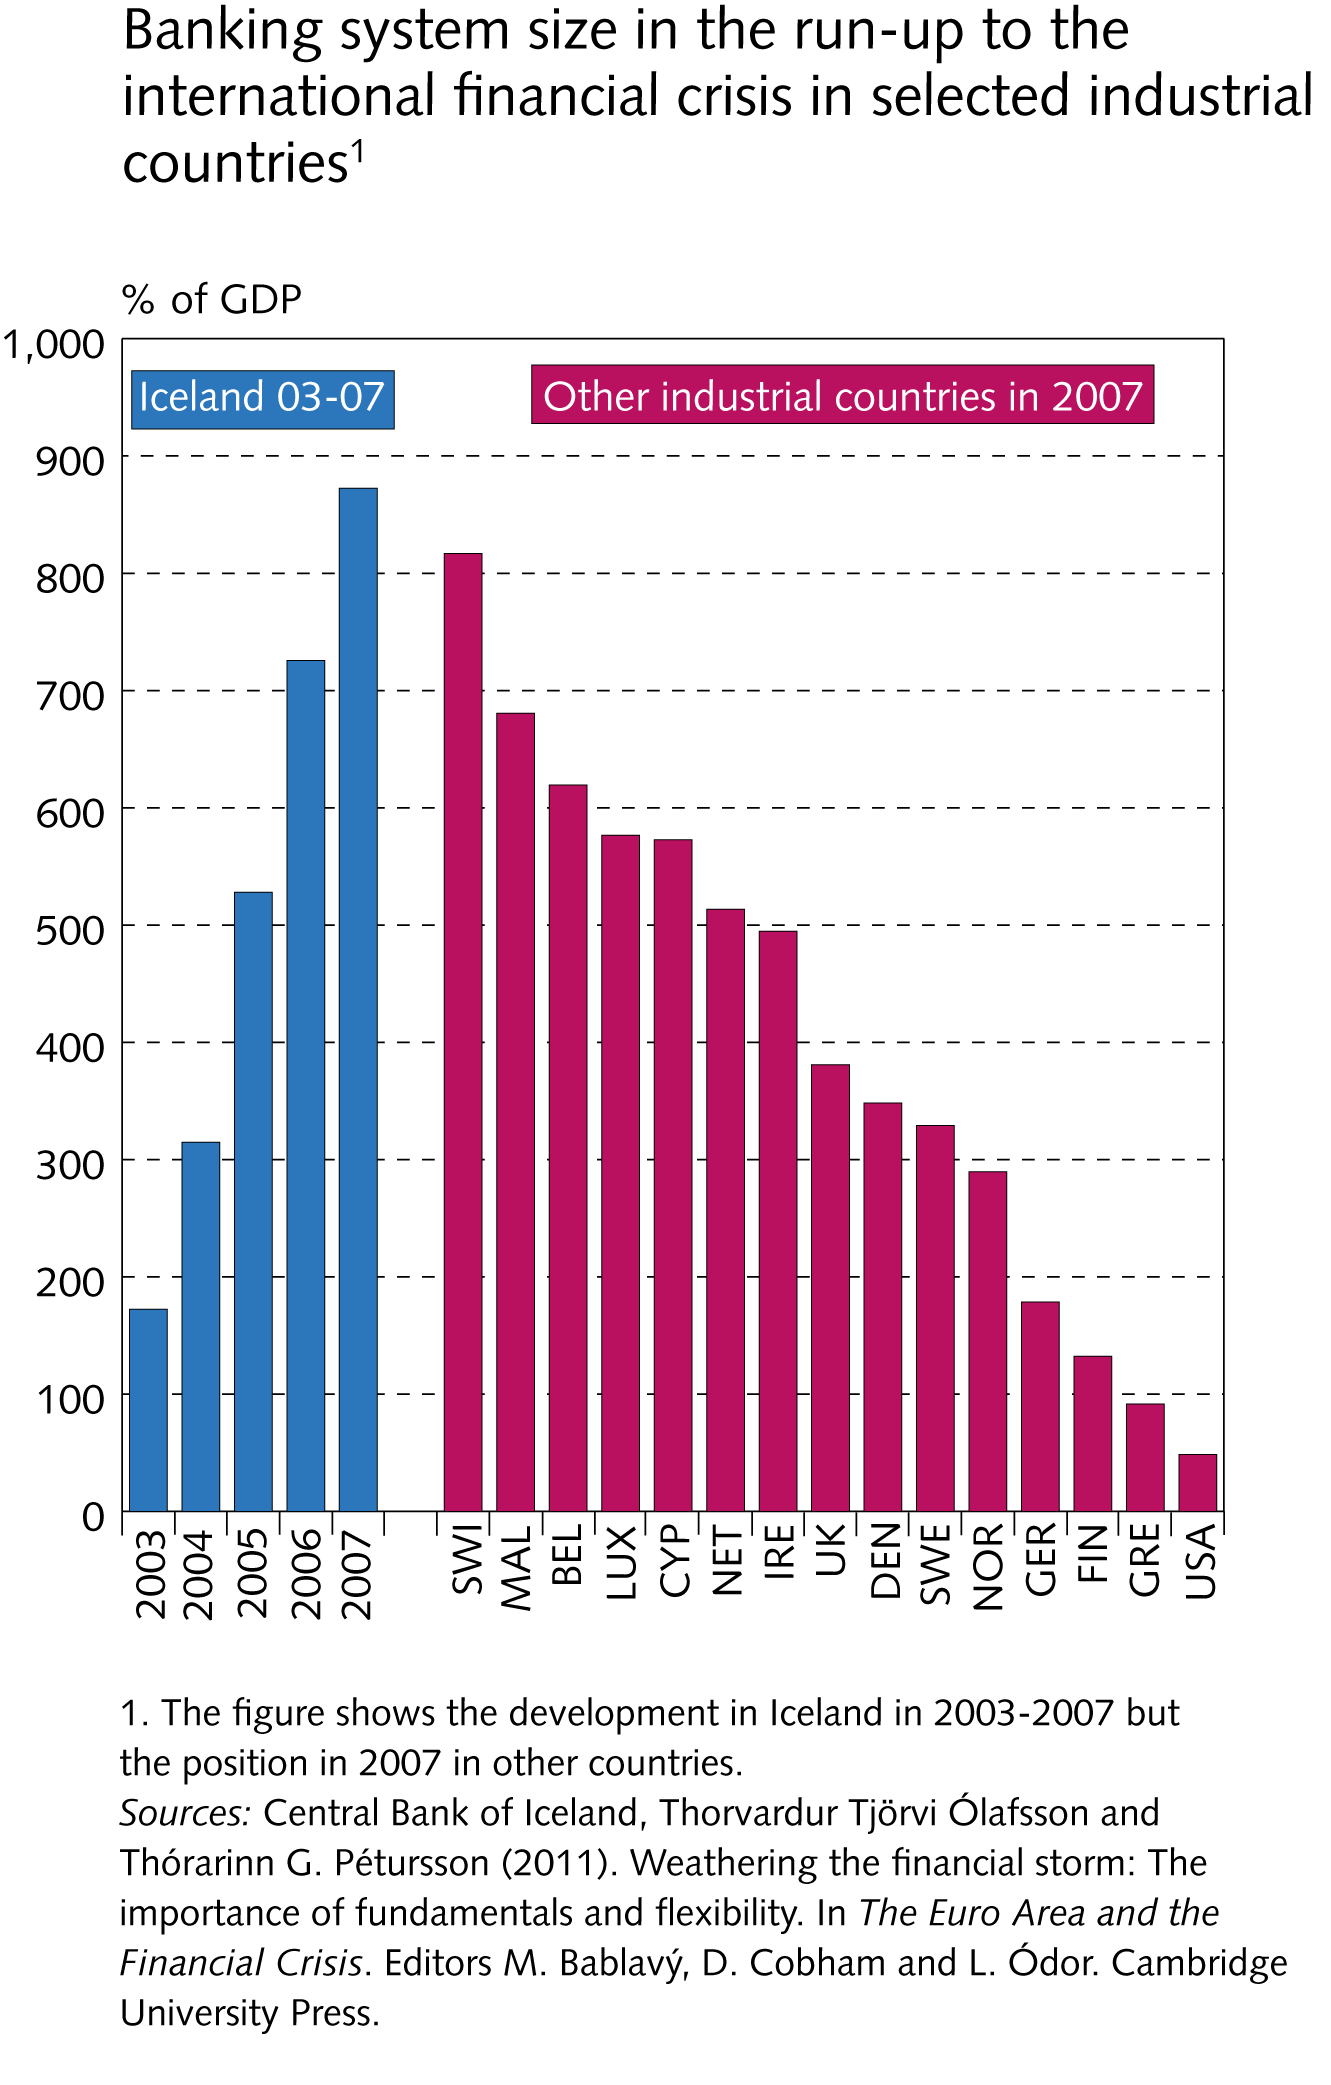 Banking system size in the run-up to the
international financial crisis in selected industrial
countries¹
% of GDP
1,000
900
800
700
600
500
400
300
200
100
0
Iceland 03-07
Other industrial countries in 2007
2003
2004
2005
2006
2007
SWI
MAL
BEL
LUX
CYP
NET
IRE
UK
DEN
SWE
NOR
GER
FIN
GRE
USA
1. The figure shows the development in Iceland in 2003-2007 but
the position in 2007 in other countries.
Sources: Central Bank of Iceland, Thorvardur Tjörvi Ólafsson and
Thórarinn G. Pétursson (2011). Weathering the financial storm: The
importance of fundamentals and flexibility. In The Euro Area and the
Financial Crisis. Editors M. Bablavý, D. Cobham and L. Ódor. Cambridge
University Press.